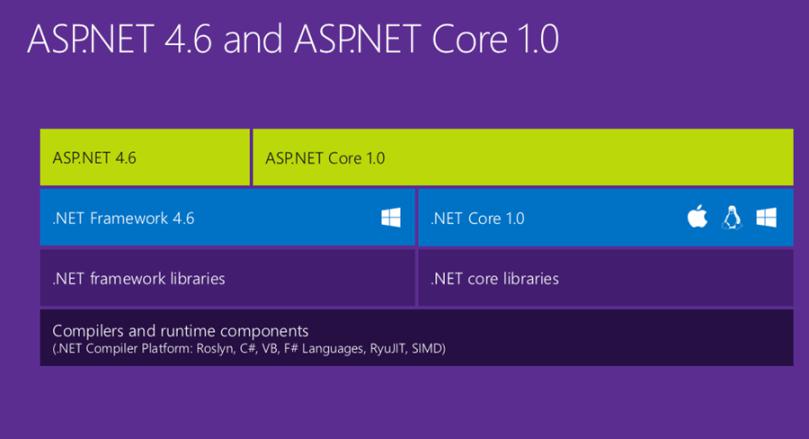 ASP.NET 4.6 and ASP.NET Core 1.0
ASP.NET 4.6
ASP.NET Core 1.0
.NET Framework 4.6
.NET Core 1.0
.NET framework libraries
.NET core libraries
Compilers and runtime components
(.NET Compiler Platform: Roslyn, C#, VB, F# Languages, RyuJIT, SIMD)